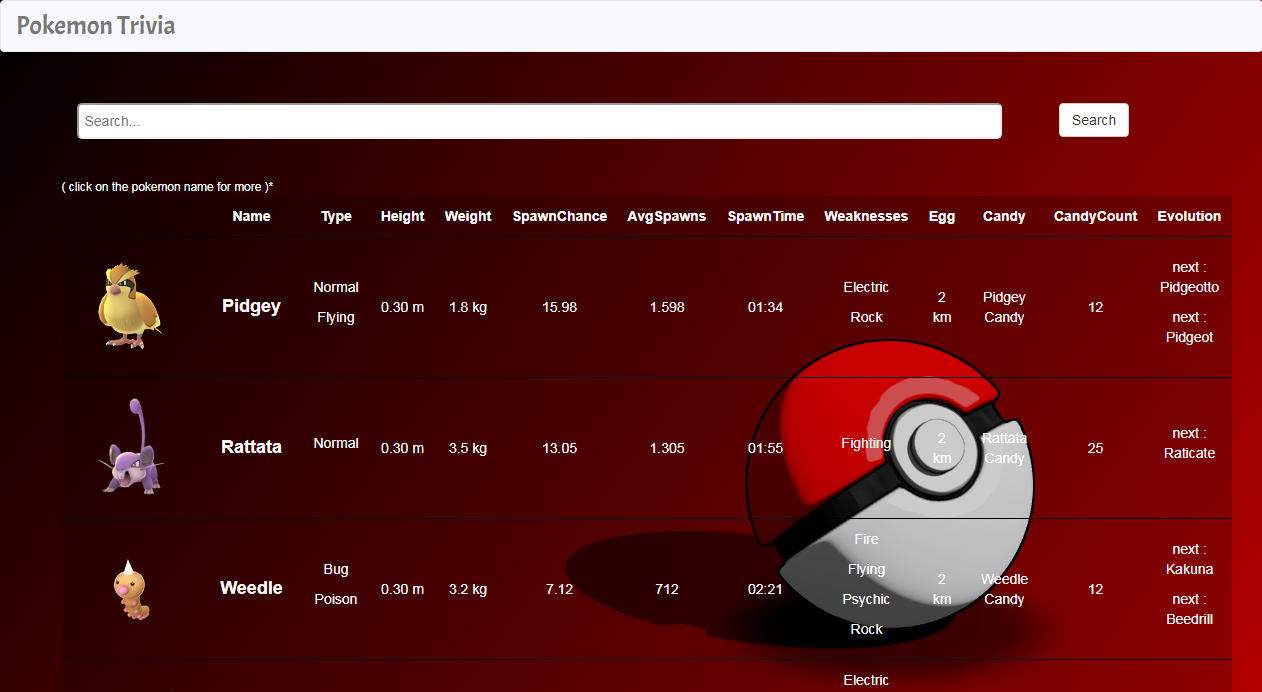 Pokemon Trivia
Search...
Search
( click on the pokemon name for more )*
Name Type Height Weight SpawnChance AvgSpawns SpawnTime Weaknesses Egg Candy CandyCount Evolution
Pidgey
Normal
Flying
0.30 m
1.8 kg
15.98
1.598
01:34
Electric
Rock
2
km
Pidgey
Candy
12
next :
Pidgeotto
next :
Pidgeot
Rattata
Normal
0.30 m
3.5 kg
13.05
1.305
01:55
Fighting
2
km
Rattata
Candy
25
next :
Raticate
Weedle
Bug
Poison
0.30 m
3.2 kg
7.12
712
02:21
Fire
Flying
Psychic
Rock
2
km
Weedle
Candy
12
next :
Kakuna
next :
Beedrill
Electric